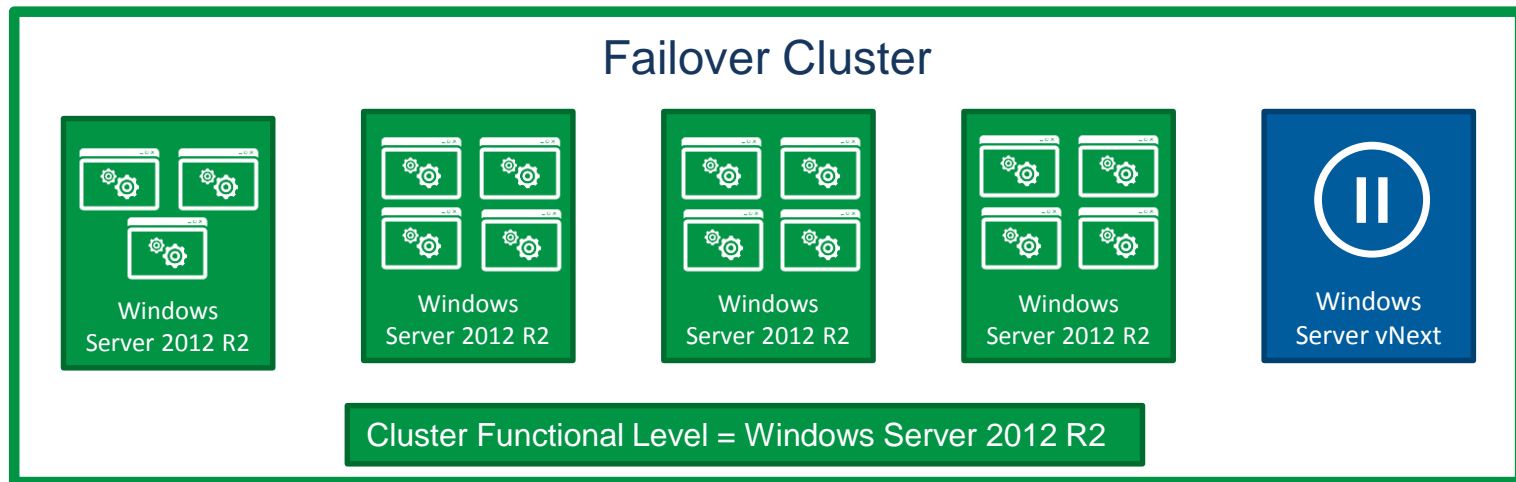 Failover Cluster
Windows
Server 2012 R2
Windows
Server 2012 R2
Windows
Server 2012 R2
Windows
Server 2012 R2
Windows
Server vNext
Cluster Functional Level = Windows Server 2012 R2